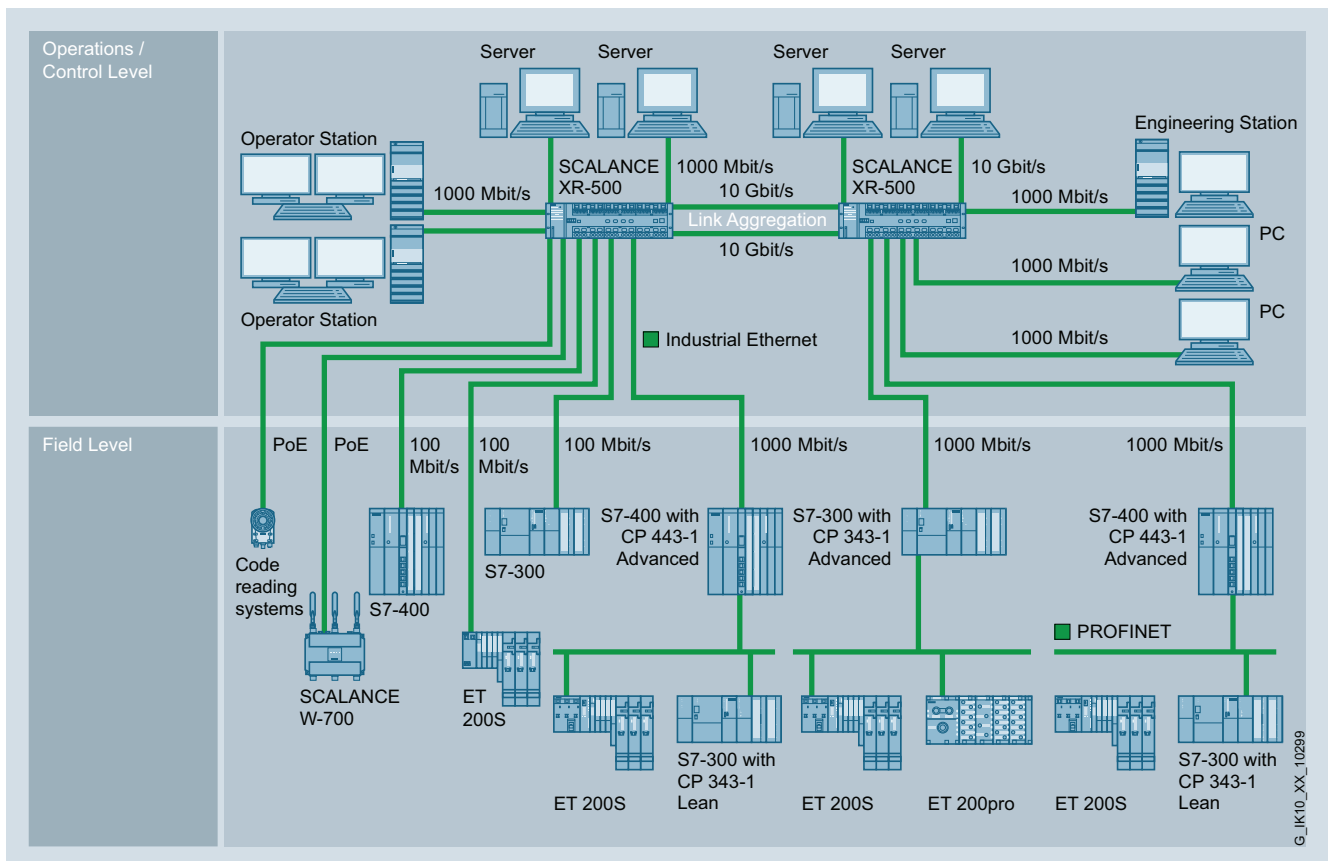 Operations /
Control Level
Server
Server
Server
Server
Operator Station
Engineering Station
SCALANCE
XR-500
1000 Mbit/s
10 Gbit/s
SCALANCE
XR-500
10 Gbit/s
1000 Mbit/s
1000 Mbit/s
Link Aggregation
10 Gbit/s
PC
1000 Mbit/s
Operator Station
PC
Industrial Ethernet
1000 Mbit/s
Field Level
PoE
PoE
100
Mbit/s
100
Mbit/s
100 Mbit/s
1000 Mbit/s
1000 Mbit/s
1000 Mbit/s
S7-400 with
CP 443-1
Advanced
S7-300 with
CP 343-1
Advanced
S7-400 with
CP 443-1
Advanced
Code
reading
systems
S7-400
S7-300
PROFINET
SCALANCE
W-700
ET
200S
ET 200S
S7-300 with
CP 343-1
Lean
ET 200S
ET 200pro
ET 200S
S7-300 with
CP 343-1
Lean
G_IK10_XX_10299